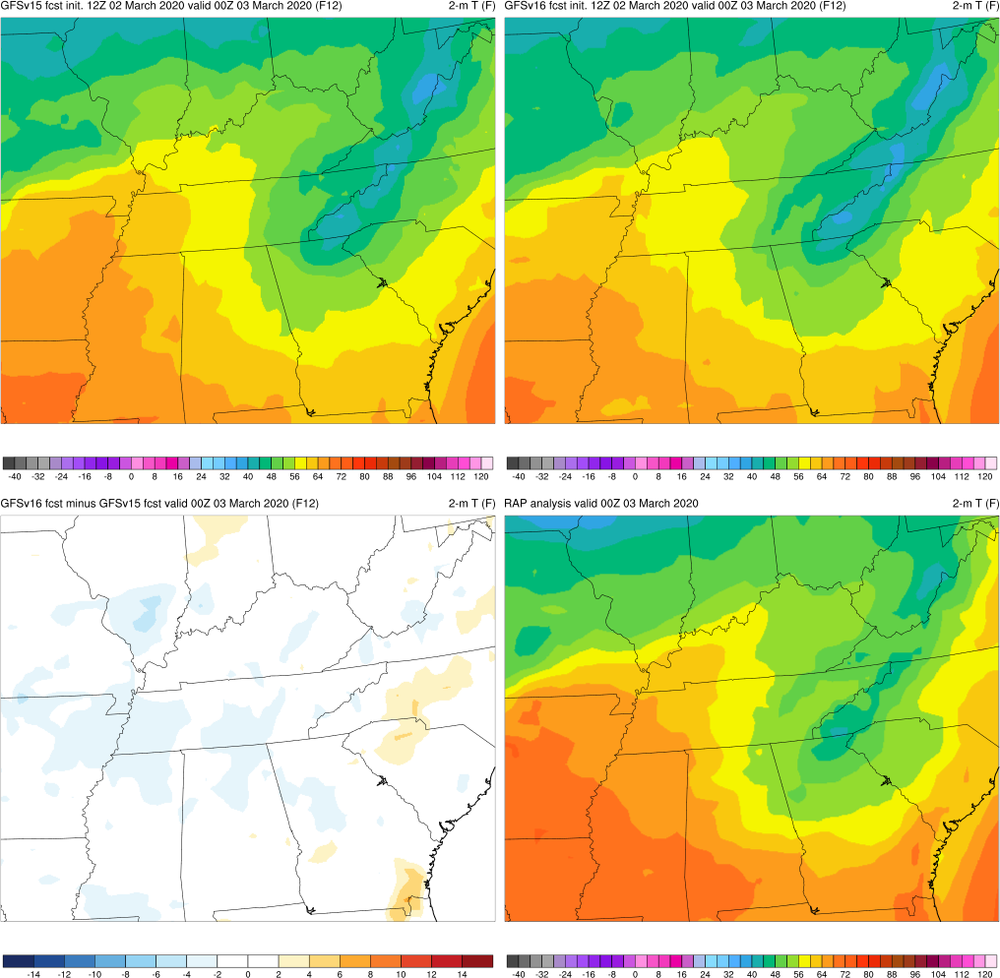 GFSv15 fcst init. 12Z 02 March 2020 valid 00Z 03 March 2020 (F12) 2-m T (F)
GFSv16 fcst init. 12Z 02 March 2020 valid 00Z 03 March 2020 (F12) 2-m T (F)
-40 -32 -24 -16 -8 0 8 16 24 32 40 48 56 64 72 80 88 96 104 112 120
-40 -32 -24 -16 -8 0 8 16 24 32 40 48 56 64 72 80 88 96 104 112 120
GFSv16 fcst minus GFSv15 fcst valid 00Z 03 March 2020 (F12) 2-m T (F)
RAP analysis valid 00Z 03 March 2020 2-m T (F)
-14 -12 -10 -8 -6 -4 -2 0 2 4 6 8 10 12 14
-40 -32 -24 -16 -8 0 8 16 24 32 40 48 56 64 72 80 88 96 104 112 120